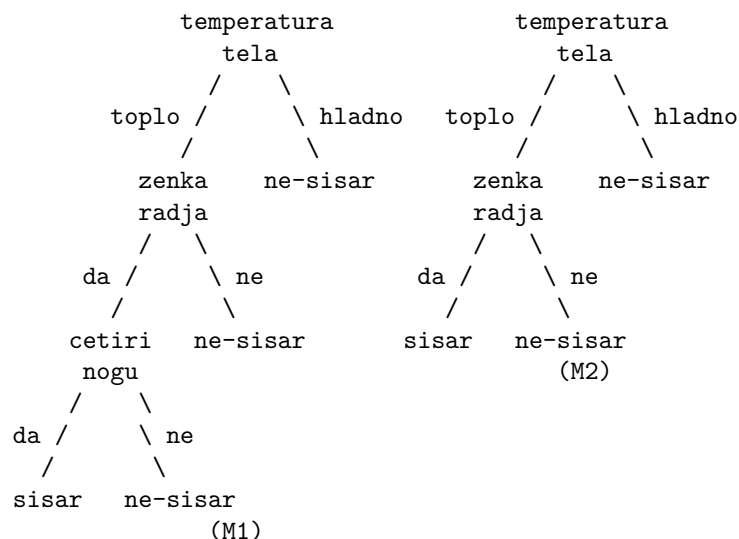 temperatura temperatura
tela tela
/ \ / \
toplo / \ hladno toplo / \ hladno
/ \ / \
zenka ne-sisar zenka ne-sisar
radja radja
/ \ / \
da / \ ne da / \ ne
/ \ / \
cetiri ne-sisar sisar ne-sisar
nogu (M2)
/ \
da / \ ne
/ \
sisar ne-sisar
(M1)